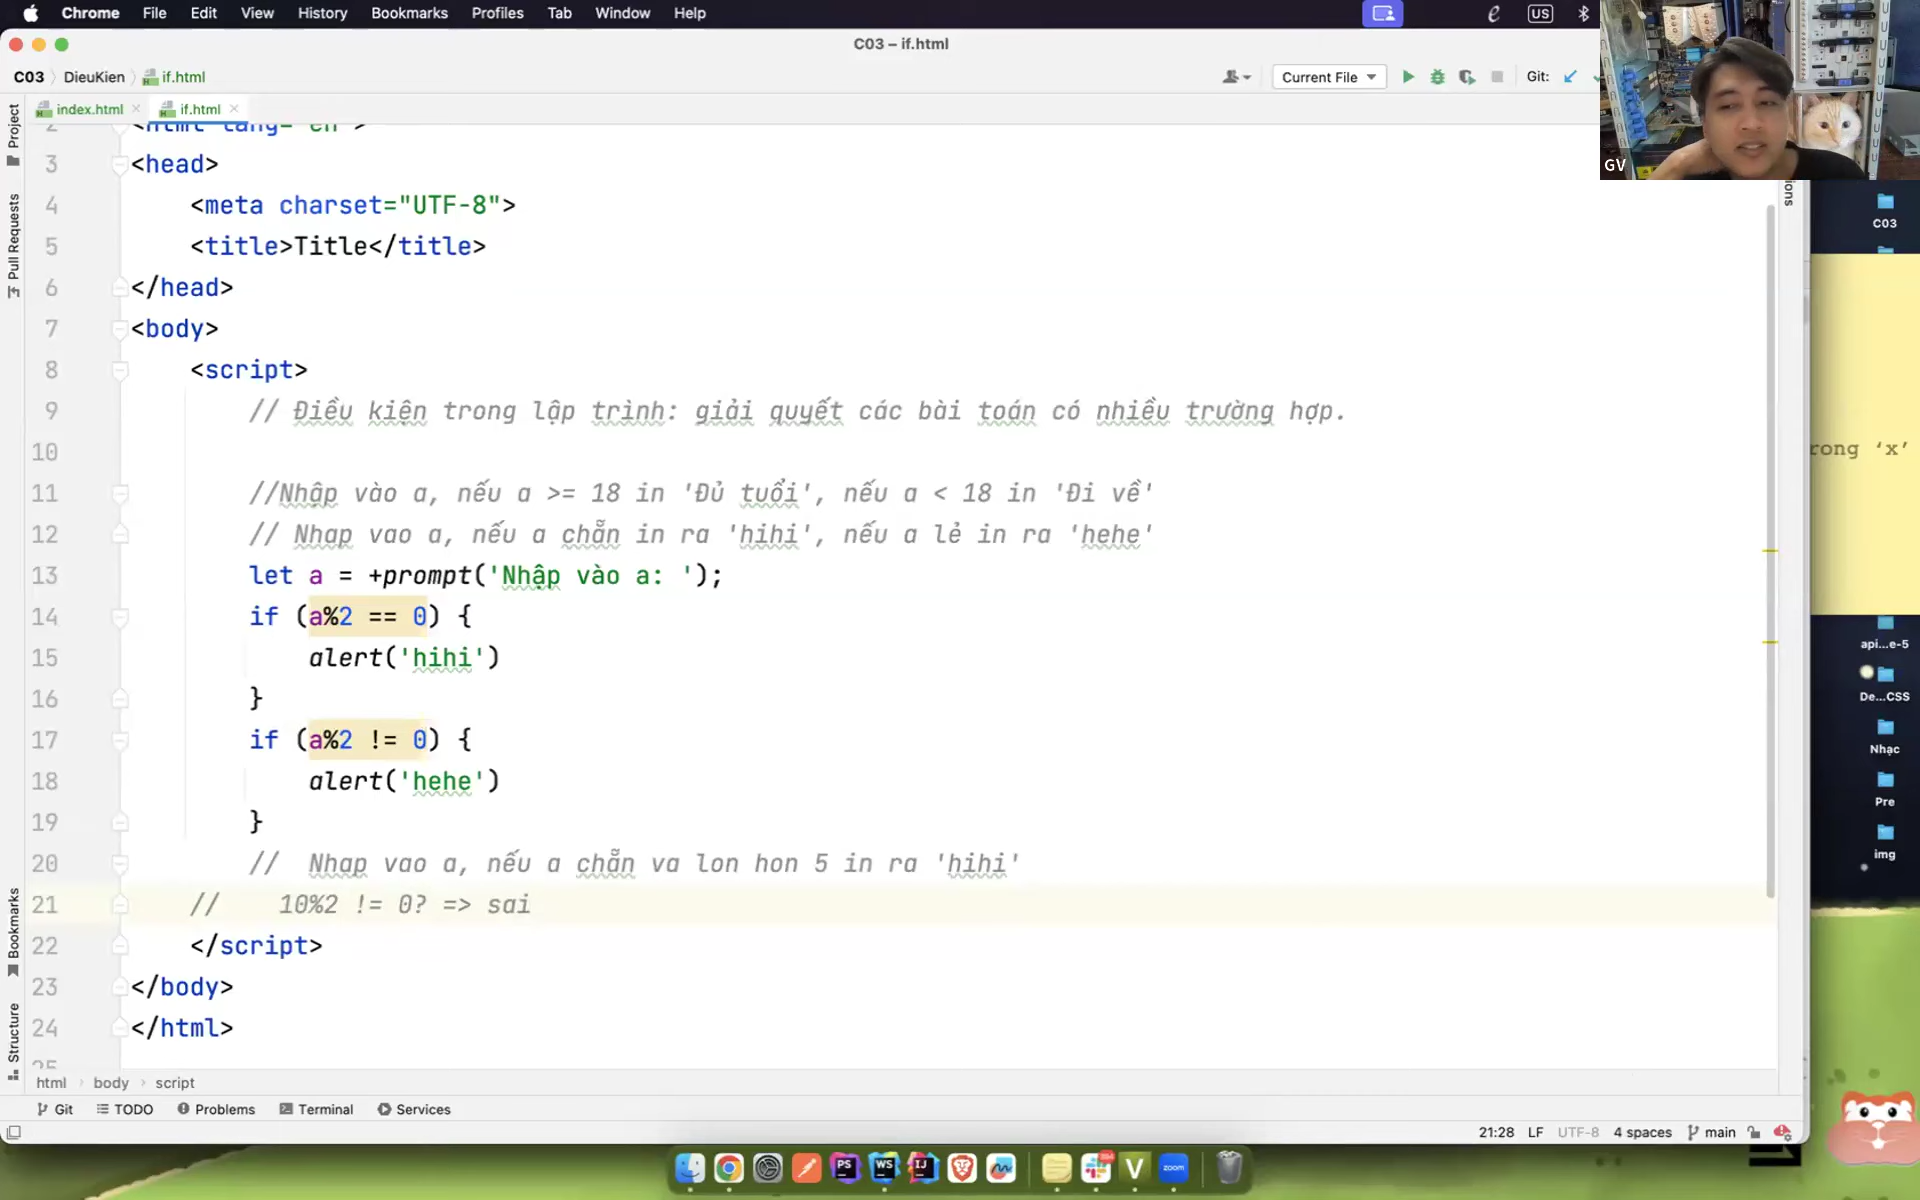 Chrome File Edit View History Bookmarks Profiles Tab Window Help US
C03 – if.html
C03 DieuKien if.html Current File Git:
index.html if.html
Project
Pull Requests
Bookmarks
Structure
3 <head>
4 <meta charset="UTF-8">
5 <title>Title</title>
6 </head>
7 <body>
8 <script>
9 // Điều kiện trong lập trình: giải quyết các bài toán có nhiều trường hợp.
10
11 //Nhập vào a, nếu a >= 18 in 'Đủ tuổi', nếu a < 18 in 'Đi về'
12 // Nhap vao a, nếu a chẵn in ra 'hihi', nếu a lẻ in ra 'hehe'
13 let a = +prompt('Nhập vào a: ');
14 if (a%2 == 0) {
15 alert('hihi')
16 }
17 if (a%2 != 0) {
18 alert('hehe')
19 }
20 // Nhap vao a, nếu a chẵn va lon hon 5 in ra 'hihi'
21 // 10%2 != 0? => sai
22 </script>
23 </body>
24 </html>
html body script
Git TODO Problems Terminal Services
21:28 LF UTF-8 4 spaces main
GV
C03
rong ‘x’
api...e-5
De...CSS
Nhạc
Pre
img
PS WS IJ V zoom